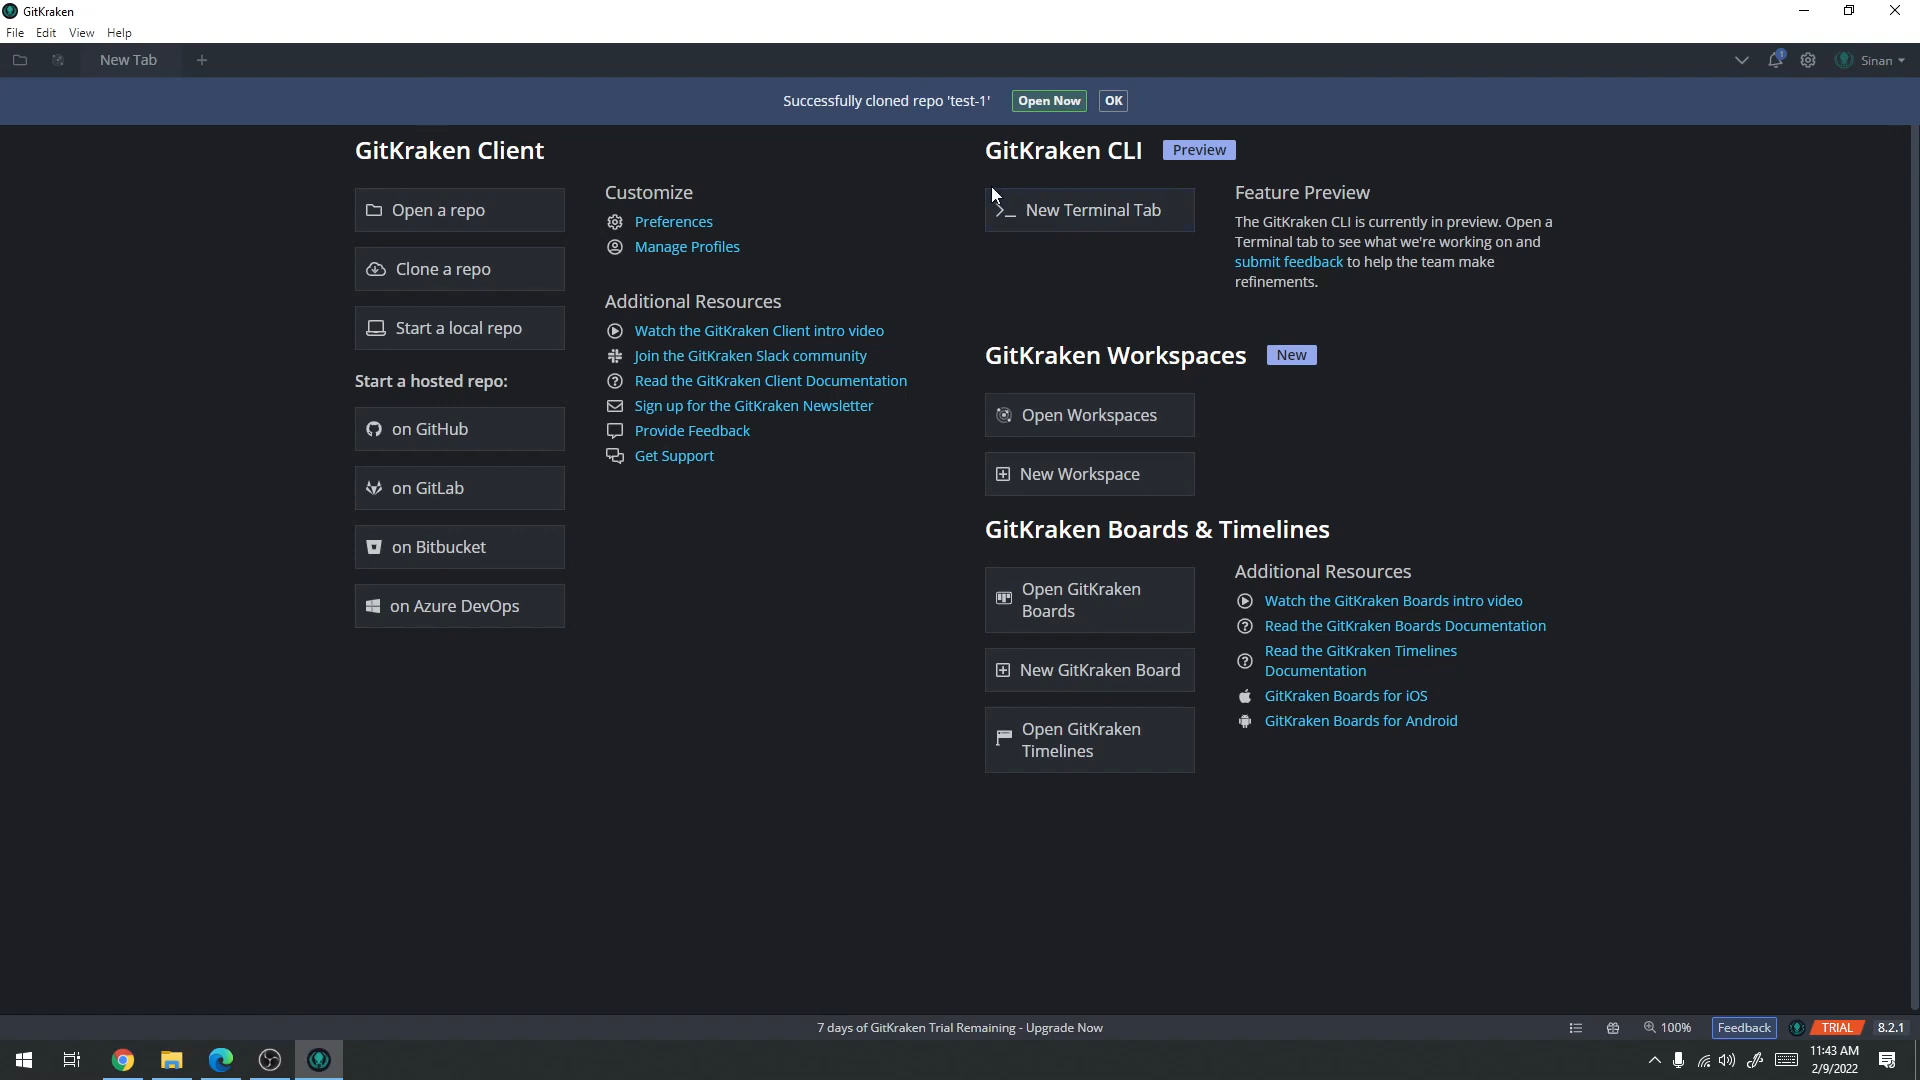 GitKraken
File Edit View Help
New Tab
Sinan
Successfully cloned repo 'test-1' Open Now OK
GitKraken Client
Open a repo
Clone a repo
Start a local repo
Start a hosted repo:
on GitHub
on GitLab
on Bitbucket
on Azure DevOps
Customize
Preferences
Manage Profiles
Additional Resources
Watch the GitKraken Client intro video
Join the GitKraken Slack community
Read the GitKraken Client Documentation
Sign up for the GitKraken Newsletter
Provide Feedback
Get Support
GitKraken CLI Preview
New Terminal Tab
Feature Preview
The GitKraken CLI is currently in preview. Open a
Terminal tab to see what we're working on and
submit feedback to help the team make
refinements.
GitKraken Workspaces New
Open Workspaces
New Workspace
GitKraken Boards & Timelines
Open GitKraken
Boards
New GitKraken Board
Open GitKraken
Timelines
Additional Resources
Watch the GitKraken Boards intro video
Read the GitKraken Boards Documentation
Read the GitKraken Timelines
Documentation
GitKraken Boards for iOS
GitKraken Boards for Android
7 days of GitKraken Trial Remaining - Upgrade Now
100% Feedback TRIAL 8.2.1
11:43 AM
2/9/2022